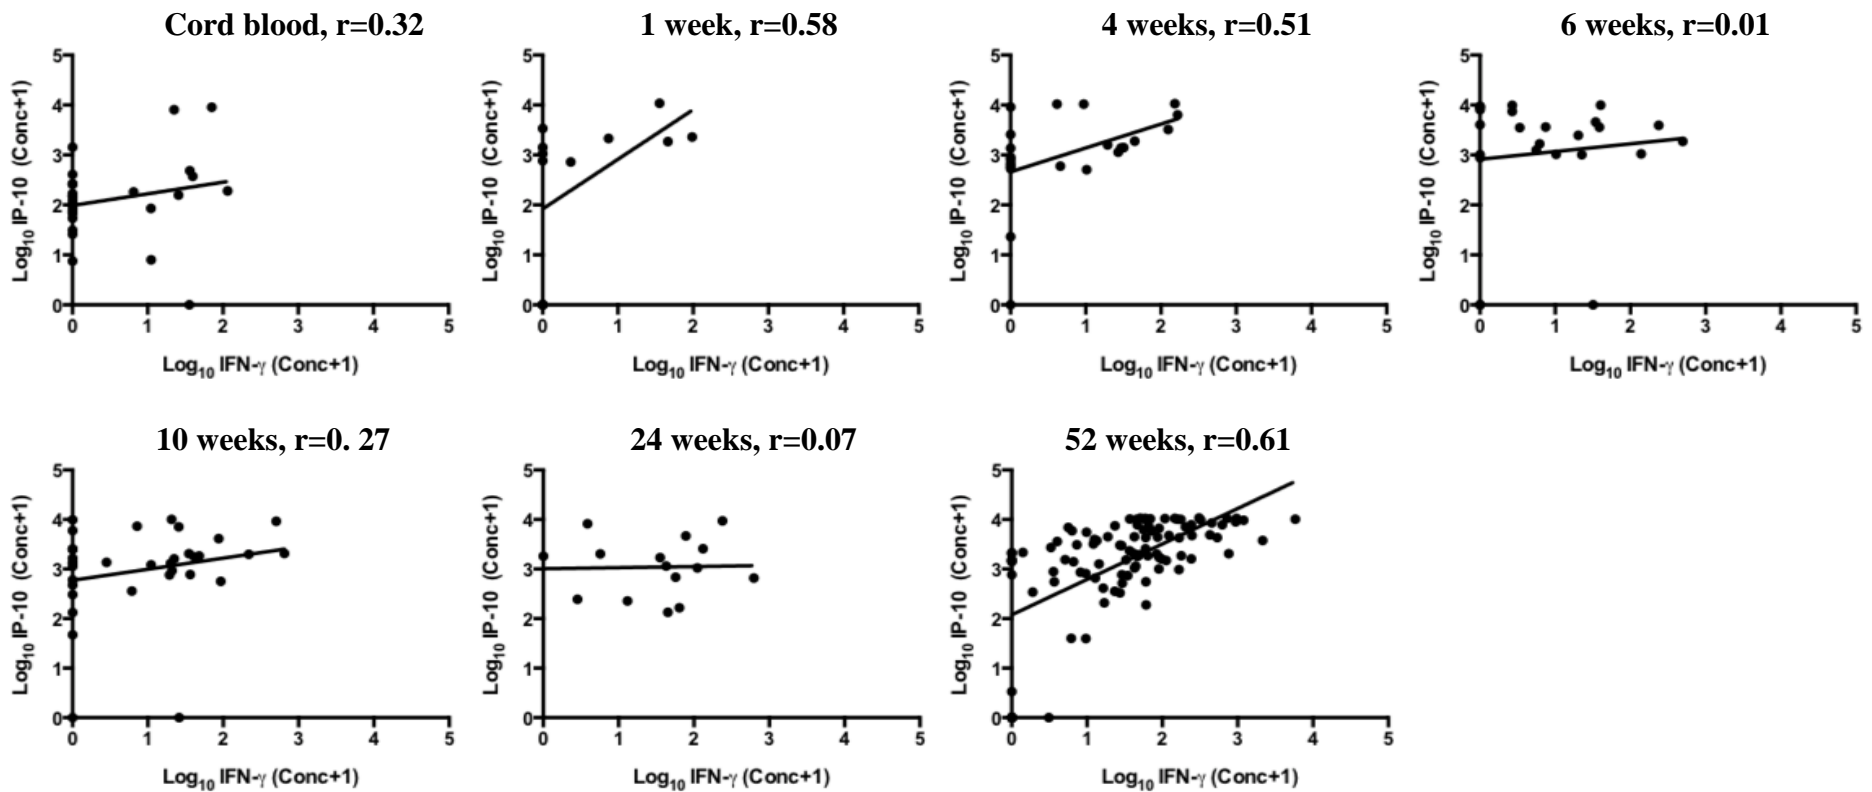 Cord blood, r=0.32
5
4
3
2
1
0
Log10 IP-10 (Conc+1)
0 1 2 3 4 5
Log10 IFN-γ (Conc+1)
1 week, r=0.58
5
4
3
2
1
0
Log10 IP-10 (Conc+1)
0 1 2 3 4 5
Log10 IFN-γ (Conc+1)
4 weeks, r=0.51
5
4
3
2
1
0
Log10 IP-10 (Conc+1)
0 1 2 3 4 5
Log10 IFN-γ (Conc+1)
6 weeks, r=0.01
5
4
3
2
1
0
Log10 IP-10 (Conc+1)
0 1 2 3 4 5
Log10 IFN-γ (Conc+1)
10 weeks, r=0. 27
5
4
3
2
1
0
Log10 IP-10 (Conc+1)
0 1 2 3 4 5
Log10 IFN-γ (Conc+1)
24 weeks, r=0.07
5
4
3
2
1
0
Log10 IP-10 (Conc+1)
0 1 2 3 4 5
Log10 IFN-γ (Conc+1)
52 weeks, r=0.61
5
4
3
2
1
0
Log10 IP-10 (Conc+1)
0 1 2 3 4 5
Log10 IFN-γ (Conc+1)